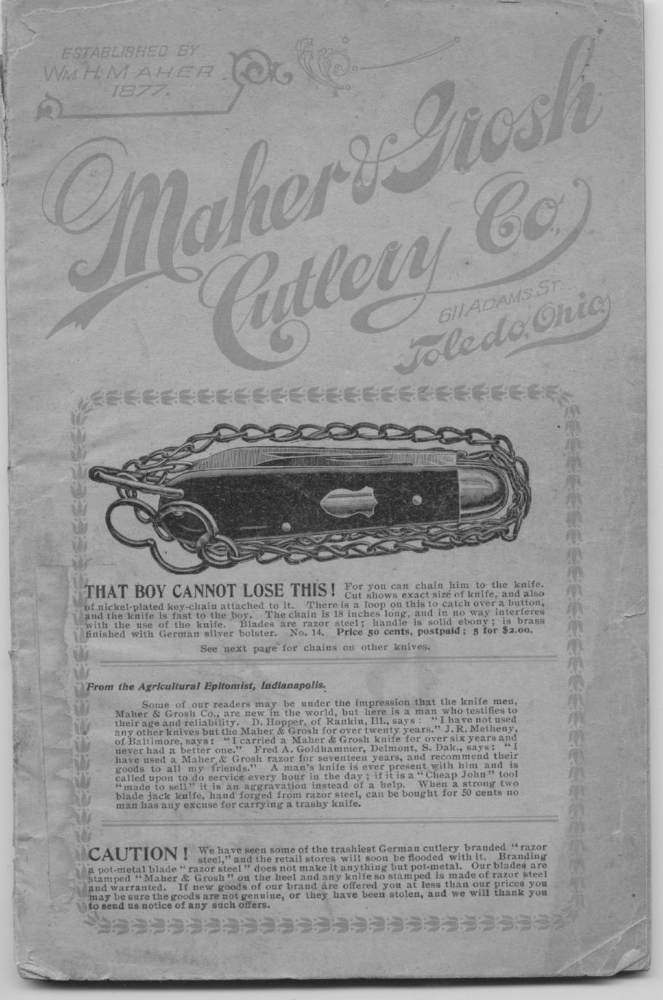 ESTABLISHED BY
WM. H. MAHER
1877.
Maher & Grosh
Cutlery Co.,
611 ADAMS ST.
Toledo, Ohio
THAT BOY CANNOT LOSE THIS! For you can chain him to the knife.
Cut shows exact size of knife, and also
of nickel-plated key-chain attached to it. There is a loop on this to catch over a button,
and the knife is fast to the boy. The chain is 18 inches long, and in no way interferes
with the use of the knife. Blades are razor steel; handle is solid ebony; is brass
finished with German silver bolster. No. 14. Price 50 cents, postpaid; 5 for $2.00.
See next page for chains on other knives.
From the Agricultural Epitomist, Indianapolis.
Some of our readers may be under the impression that the knife men,
Maher & Grosh Co., are new in the world, but here is a man who testifies to
their age and reliability. D. Hopper, of Rankin, Ill., says: "I have not used
any other knives but the Maher & Grosh for over twenty years." J. R. Metheny,
of Baltimore, says: "I carried a Maher & Grosh knife for over six years and
never had a better one." Fred A. Goldhammer, Delmont, S. Dak., says: "I
have used a Maher & Grosh razor for seventeen years, and recommend their
goods to all my friends." A man's knife is ever present with him and is
called upon to do service every hour in the day; if it is a "Cheap John" tool
"made to sell" it is an aggravation instead of a help. When a strong two
blade jack knife, hand forged from razor steel, can be bought for 50 cents no
man has any excuse for carrying a trashy knife.
CAUTION! We have seen some of the trashiest German cutlery branded "razor
steel," and the retail stores will soon be flooded with it. Branding
a pot-metal blade "razor steel" does not make it anything but pot-metal. Our blades are
stamped "Maher & Grosh" on the heel and any knife so stamped is made of razor steel
and warranted. If new goods of our brand are offered you at less than our prices you
may be sure the goods are not genuine, or they have been stolen, and we will thank you
to send us notice of any such offers.